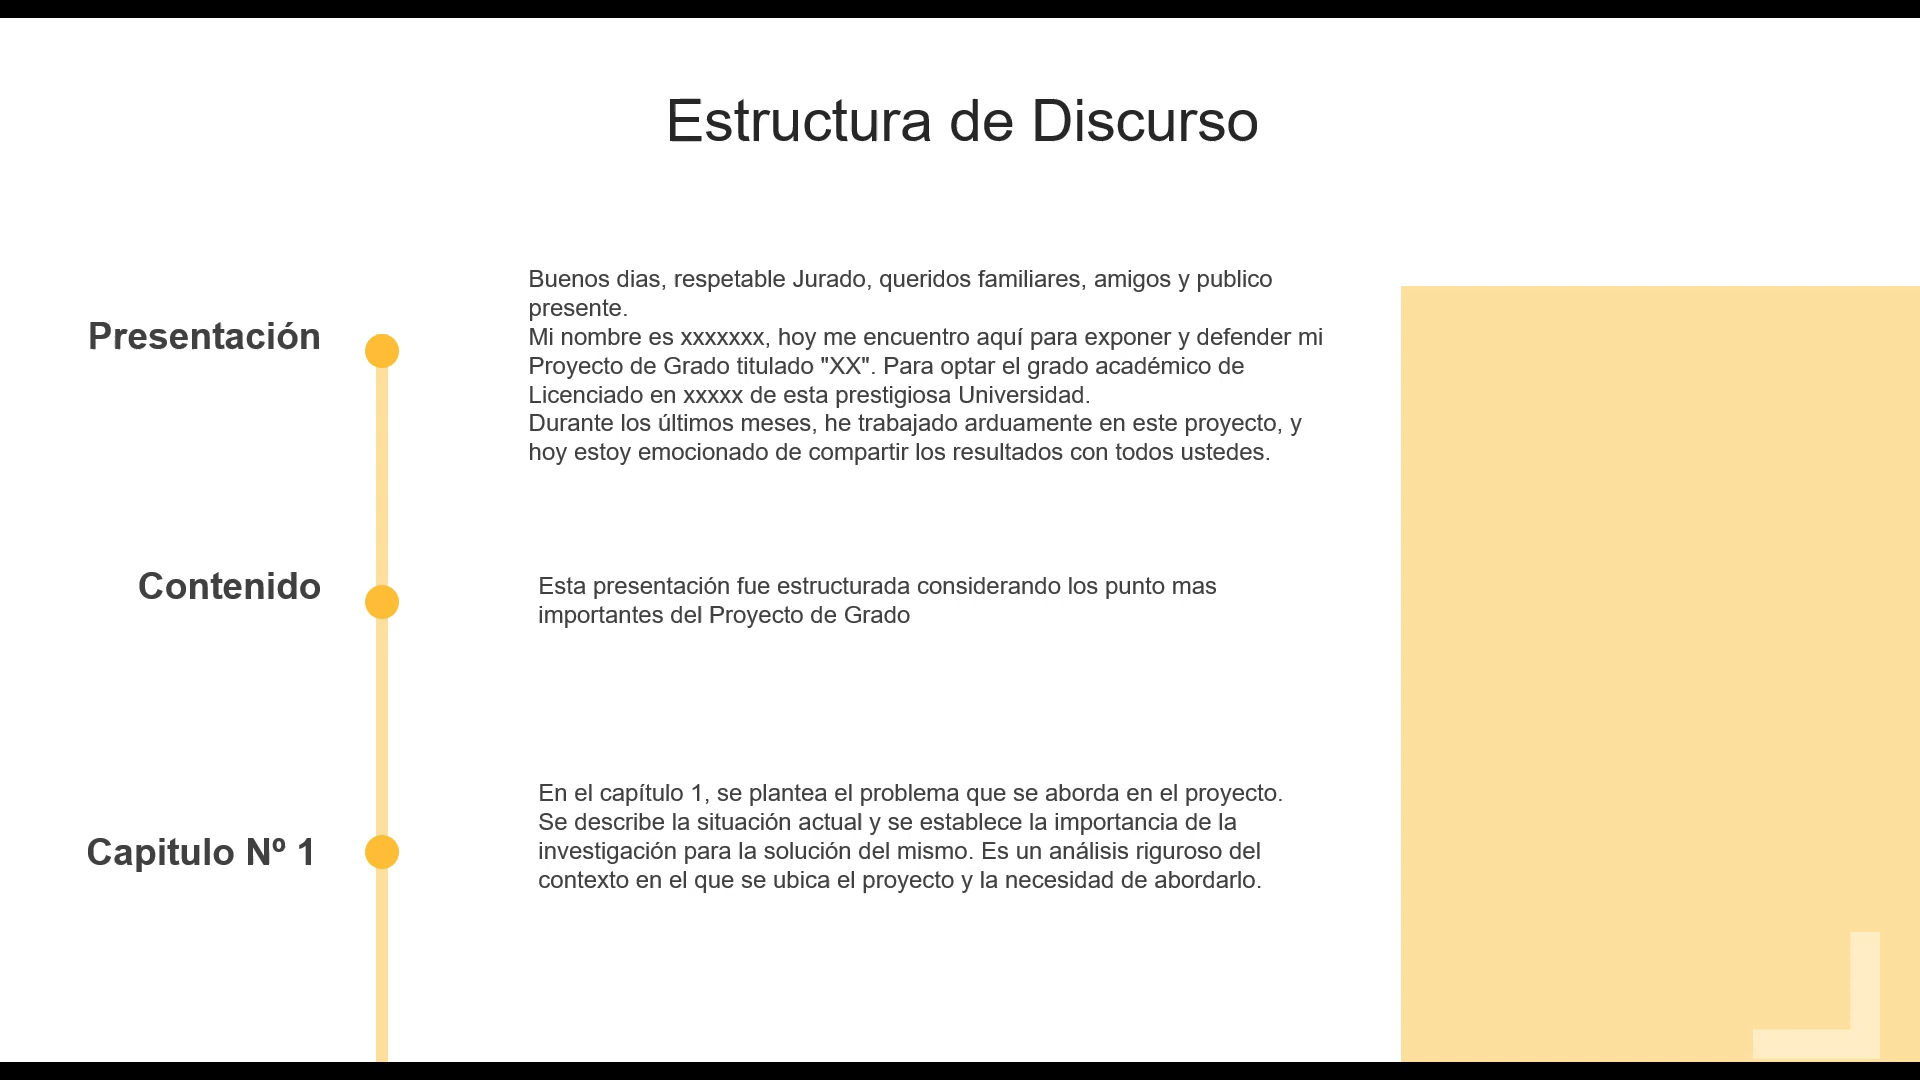 Estructura de Discurso
Presentación
Buenos dias, respetable Jurado, queridos familiares, amigos y publico
presente.
Mi nombre es xxxxxxx, hoy me encuentro aquí para exponer y defender mi
Proyecto de Grado titulado "XX". Para optar el grado académico de
Licenciado en xxxxx de esta prestigiosa Universidad.
Durante los últimos meses, he trabajado arduamente en este proyecto, y
hoy estoy emocionado de compartir los resultados con todos ustedes.
Contenido
Esta presentación fue estructurada considerando los punto mas
importantes del Proyecto de Grado
Capitulo Nº 1
En el capítulo 1, se plantea el problema que se aborda en el proyecto.
Se describe la situación actual y se establece la importancia de la
investigación para la solución del mismo. Es un análisis riguroso del
contexto en el que se ubica el proyecto y la necesidad de abordarlo.